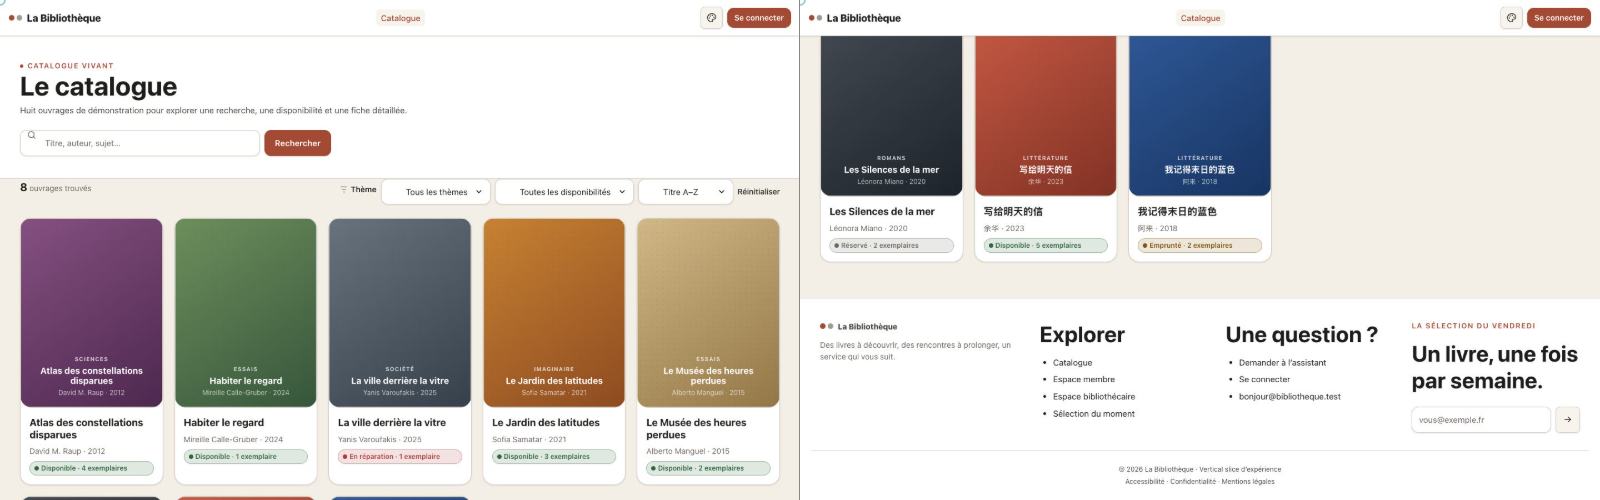 La Bibliothèque
Catalogue
Se connecter
CATALOGUE VIVANT
Le catalogue
Huit ouvrages de démonstration pour explorer une recherche, une disponibilité et une fiche détaillée.
Titre, auteur, sujet...
Rechercher
8 ouvrages trouvés
Thème
Tous les thèmes
Toutes les disponibilités
Titre A–Z
Réinitialiser
SCIENCES
Atlas des constellations
disparues
David M. Raup · 2012
Atlas des constellations
disparues
David M. Raup · 2012
Disponible · 4 exemplaires
ESSAIS
Habiter le regard
Mireille Calle-Gruber · 2024
Habiter le regard
Mireille Calle-Gruber · 2024
Disponible · 1 exemplaire
SOCIÉTÉ
La ville derrière la vitre
Yanis Varoufakis · 2025
La ville derrière la vitre
Yanis Varoufakis · 2025
En réparation · 1 exemplaire
IMAGINAIRE
Le Jardin des latitudes
Sofia Samatar · 2021
Le Jardin des latitudes
Sofia Samatar · 2021
Disponible · 3 exemplaires
ESSAIS
Le Musée des heures
perdues
Alberto Manguel · 2015
Le Musée des heures
perdues
Alberto Manguel · 2015
Disponible · 2 exemplaires
La Bibliothèque
Catalogue
Se connecter
ROMANS
Les Silences de la mer
Léonora Miano · 2020
Les Silences de la mer
Léonora Miano · 2020
Réservé · 2 exemplaires
LITTÉRATURE
写给明天的信
余华 · 2023
写给明天的信
余华 · 2023
Disponible · 5 exemplaires
LITTÉRATURE
我记得末日的蓝色
阿来 · 2018
我记得末日的蓝色
阿来 · 2018
Emprunté · 2 exemplaires
La Bibliothèque
Des livres à découvrir, des rencontres à prolonger, un
service qui vous suit.
Explorer
Catalogue
Espace membre
Espace bibliothécaire
Sélection du moment
Une question ?
Demander à l'assistant
Se connecter
bonjour@bibliotheque.test
LA SÉLECTION DU VENDREDI
Un livre, une fois
par semaine.
vous@exemple.fr
© 2026 La Bibliothèque · Vertical slice d'expérience
Accessibilité · Confidentialité · Mentions légales